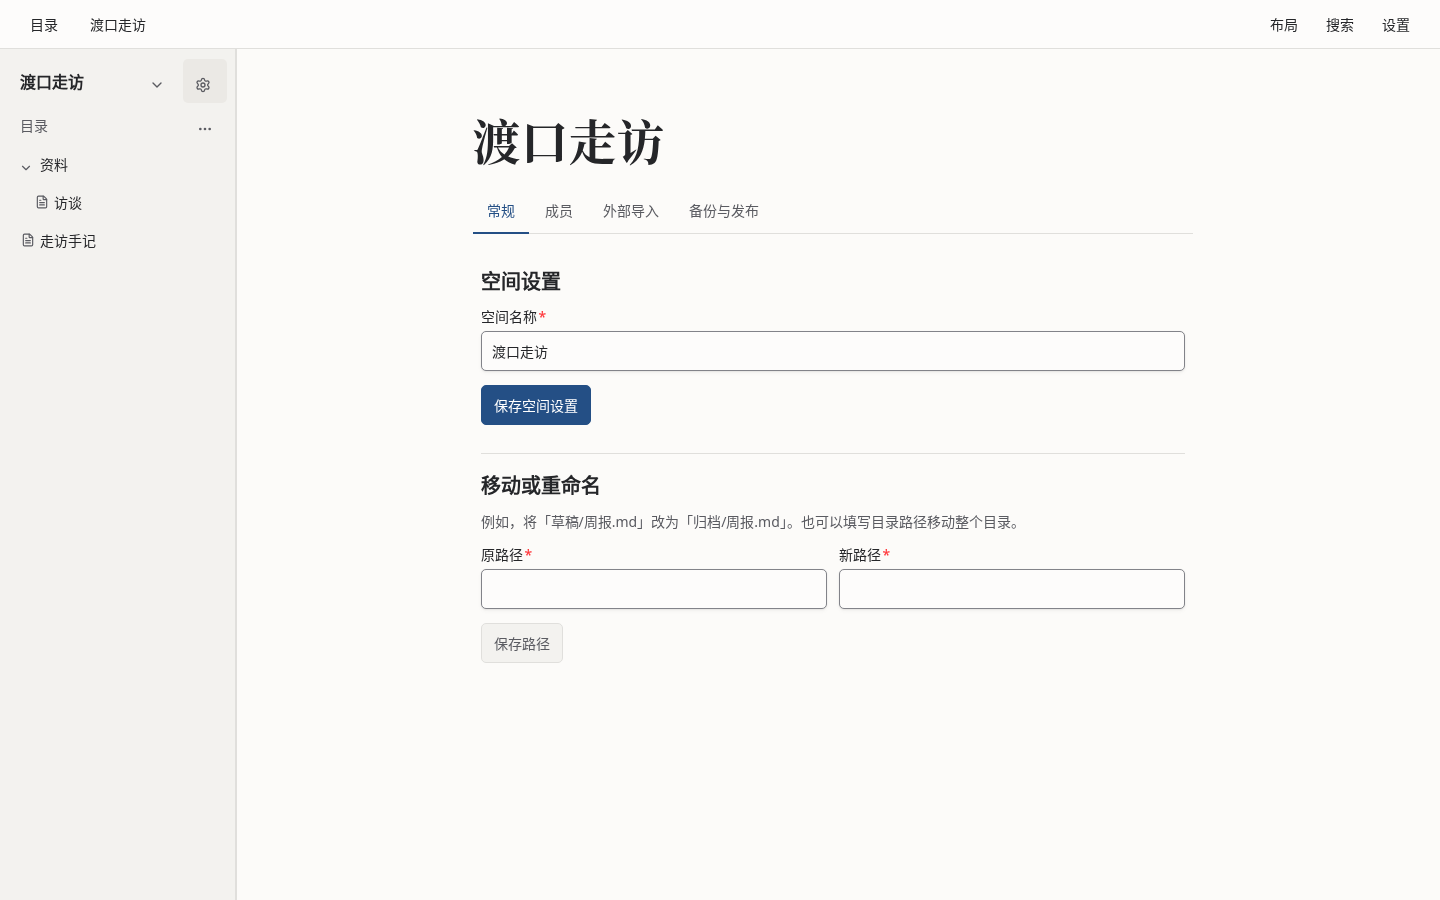 目录 渡口走访 布局 搜索 设置
渡口走访
目录
资料
访谈
走访手记
渡口走访
常规 成员 外部导入 备份与发布
空间设置
空间名称*
渡口走访
保存空间设置
移动或重命名
例如，将「草稿/周报.md」改为「归档/周报.md」。也可以填写目录路径移动整个目录。
原路径* 新路径*
保存路径